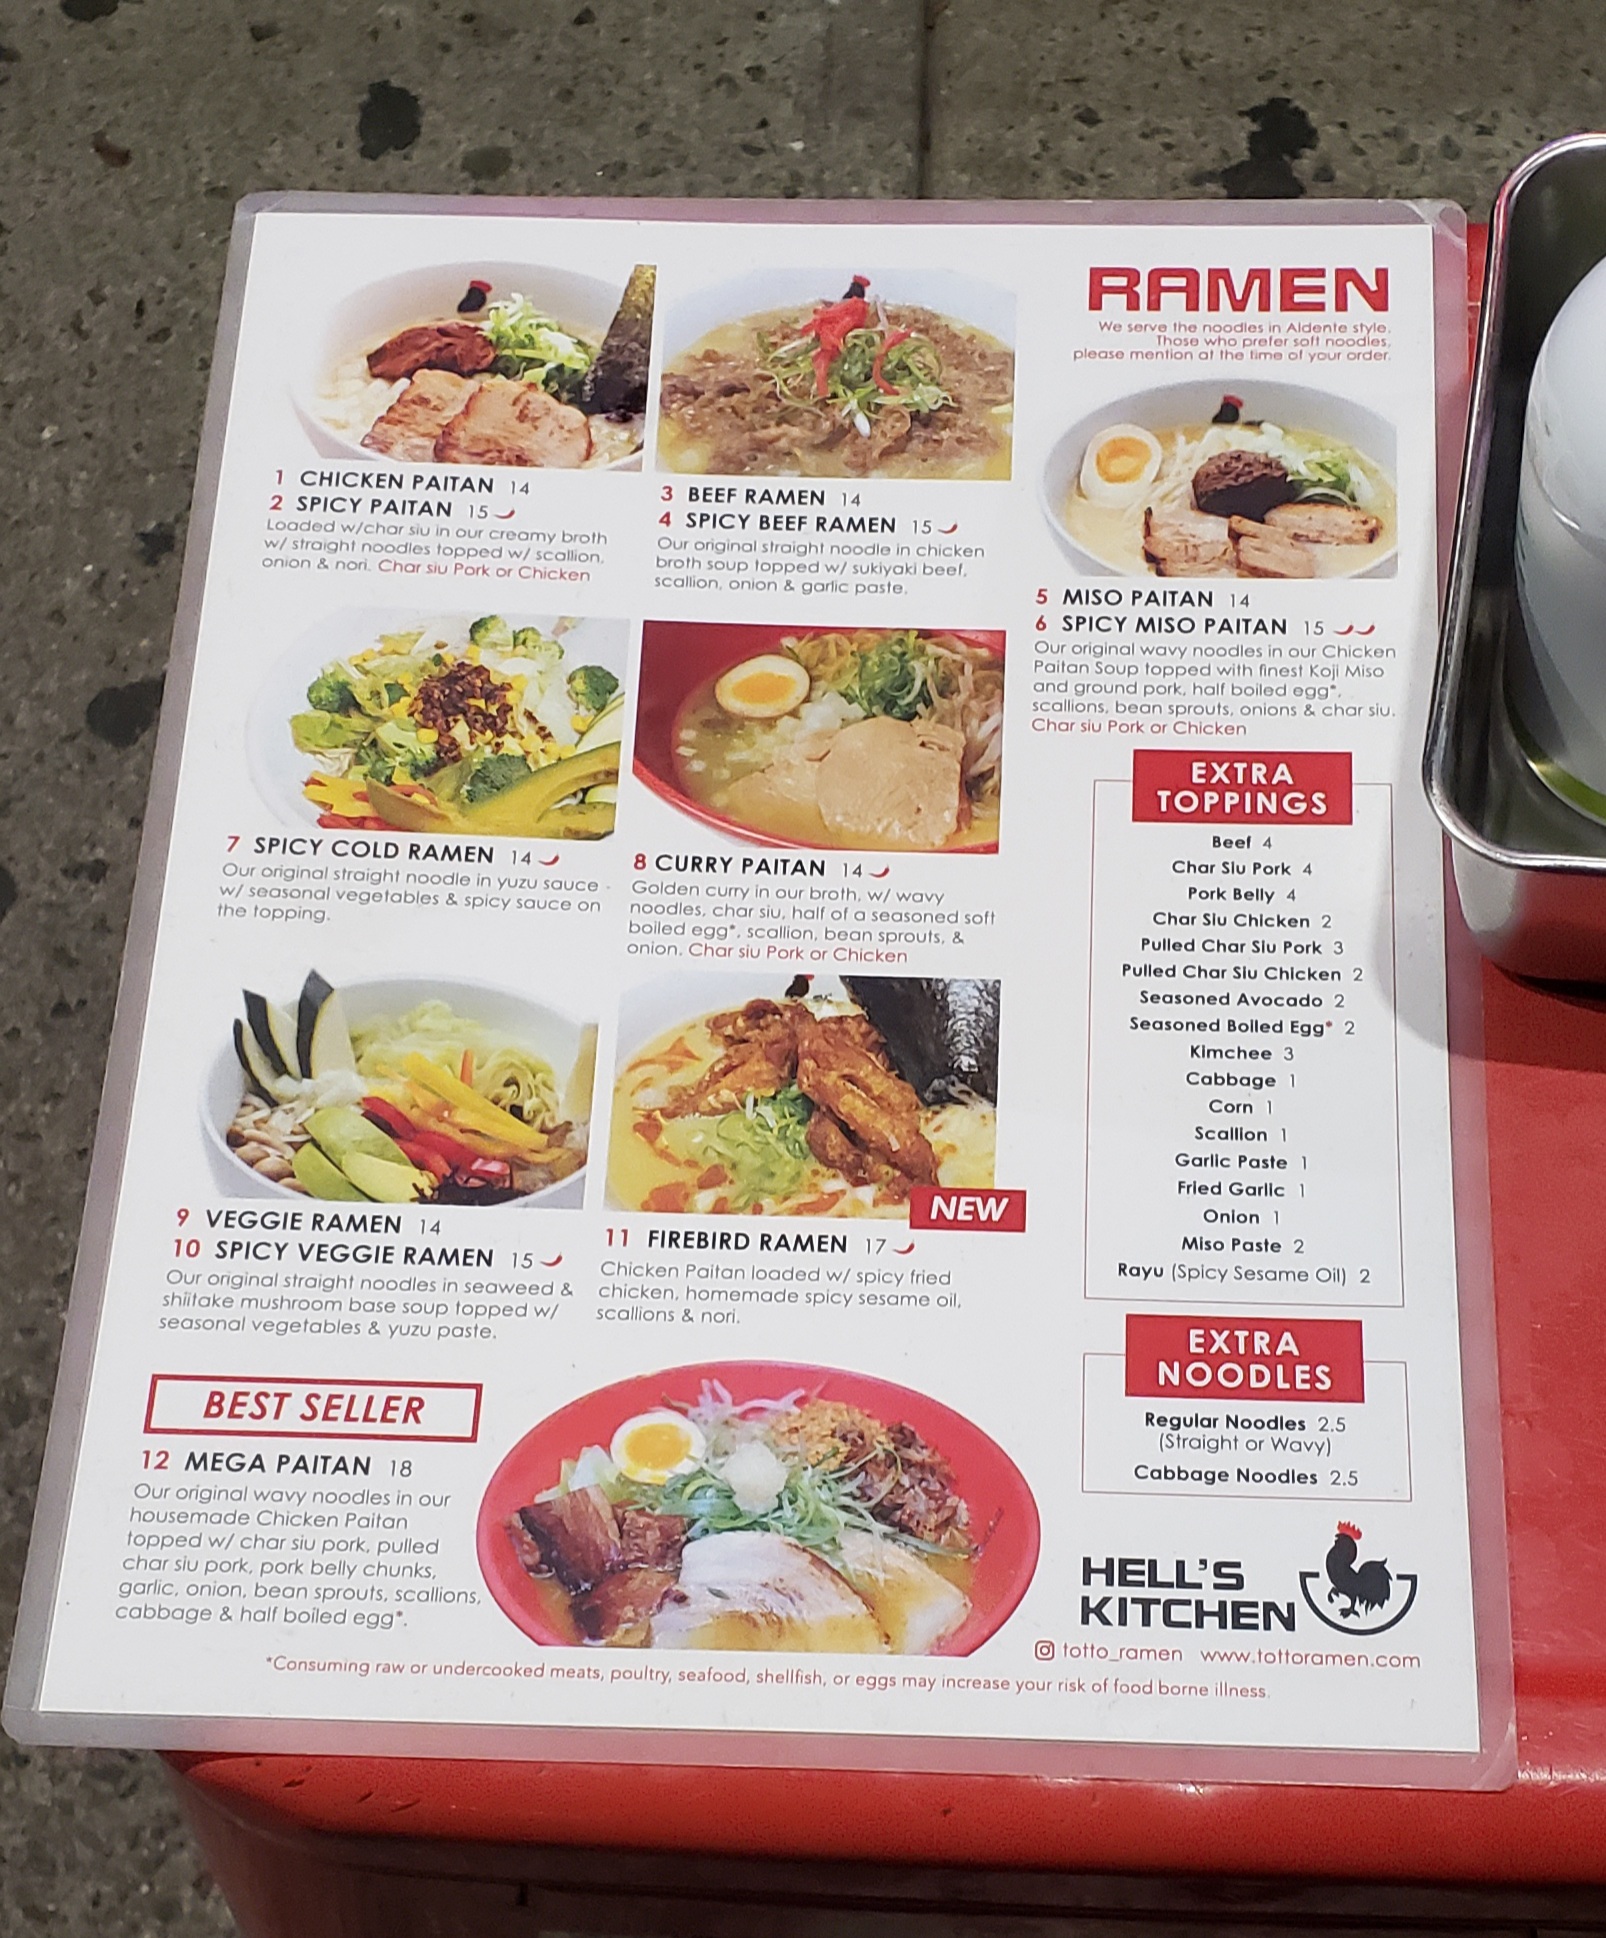 RAMEN
We serve the noodles in Aldente style.
Those who prefer soft noodles,
please mention at the time of your order.
1 CHICKEN PAITAN 14
2 SPICY PAITAN 15
Loaded w/char siu in our creamy broth
w/ straight noodles topped w/ scallion,
onion & nori. Char siu Pork or Chicken
3 BEEF RAMEN 14
4 SPICY BEEF RAMEN 15
Our original straight noodle in chicken
broth soup topped w/ sukiyaki beef,
scallion, onion & garlic paste.
5 MISO PAITAN 14
6 SPICY MISO PAITAN 15
Our original wavy noodles in our Chicken
Paitan Soup topped with finest Koji Miso
and ground pork, half boiled egg*,
scallions, bean sprouts, onions & char siu.
Char siu Pork or Chicken
7 SPICY COLD RAMEN 14
Our original straight noodle in yuzu sauce -
w/ seasonal vegetables & spicy sauce on
the topping.
8 CURRY PAITAN 14
Golden curry in our broth, w/ wavy
noodles, char siu, half of a seasoned soft
boiled egg*, scallion, bean sprouts, &
onion. Char siu Pork or Chicken
9 VEGGIE RAMEN 14
10 SPICY VEGGIE RAMEN 15
Our original straight noodles in seaweed &
shiitake mushroom base soup topped w/
seasonal vegetables & yuzu paste.
NEW
11 FIREBIRD RAMEN 17
Chicken Paitan loaded w/ spicy fried
chicken, homemade spicy sesame oil,
scallions & nori.
BEST SELLER
12 MEGA PAITAN 18
Our original wavy noodles in our
housemade Chicken Paitan
topped w/ char siu pork, pulled
char siu pork, pork belly chunks,
garlic, onion, bean sprouts, scallions,
cabbage & half boiled egg*.
EXTRA
TOPPINGS
Beef 4
Char Siu Pork 4
Pork Belly 4
Char Siu Chicken 2
Pulled Char Siu Pork 3
Pulled Char Siu Chicken 2
Seasoned Avocado 2
Seasoned Boiled Egg* 2
Kimchee 3
Cabbage 1
Corn 1
Scallion 1
Garlic Paste 1
Fried Garlic 1
Onion 1
Miso Paste 2
Rayu (Spicy Sesame Oil) 2
EXTRA
NOODLES
Regular Noodles 2.5
(Straight or Wavy)
Cabbage Noodles 2.5
HELL'S
KITCHEN
totto_ramen www.tottoramen.com
*Consuming raw or undercooked meats, poultry, seafood, shellfish, or eggs may increase your risk of food borne illness.